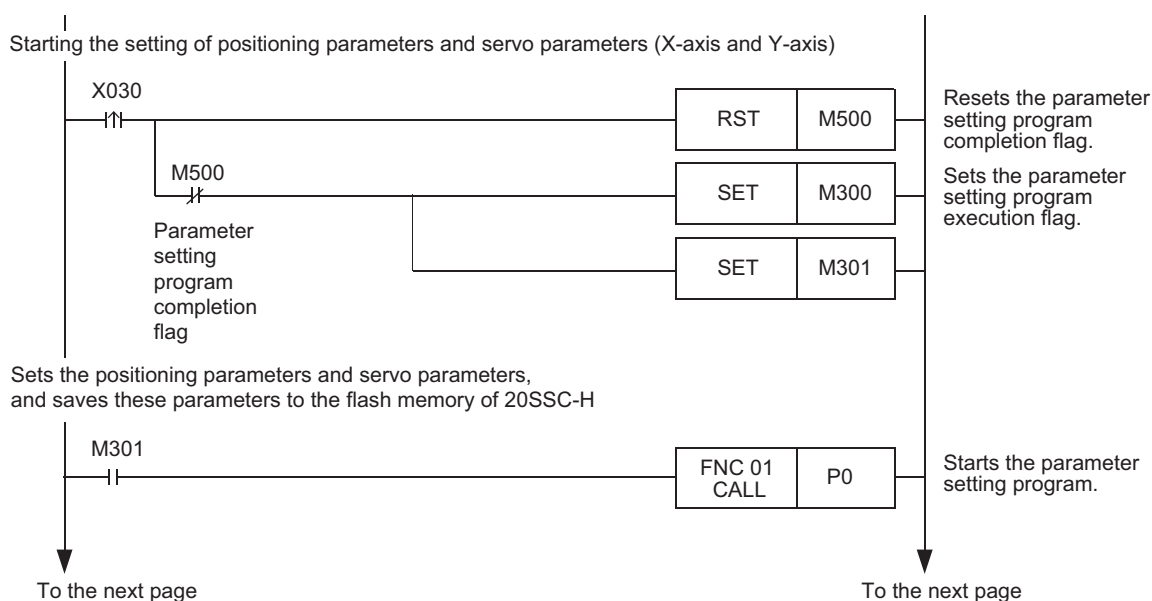 Starting the setting of positioning parameters and servo parameters (X-axis and Y-axis)
X030
RST M500
Resets the parameter
setting program
completion flag.
M500
Parameter
setting
program
completion
flag
SET M300
Sets the parameter
setting program
execution flag.
SET M301
Sets the positioning parameters and servo parameters,
and saves these parameters to the flash memory of 20SSC-H
M301
FNC 01
CALL
P0
Starts the parameter
setting program.
To the next page
To the next page